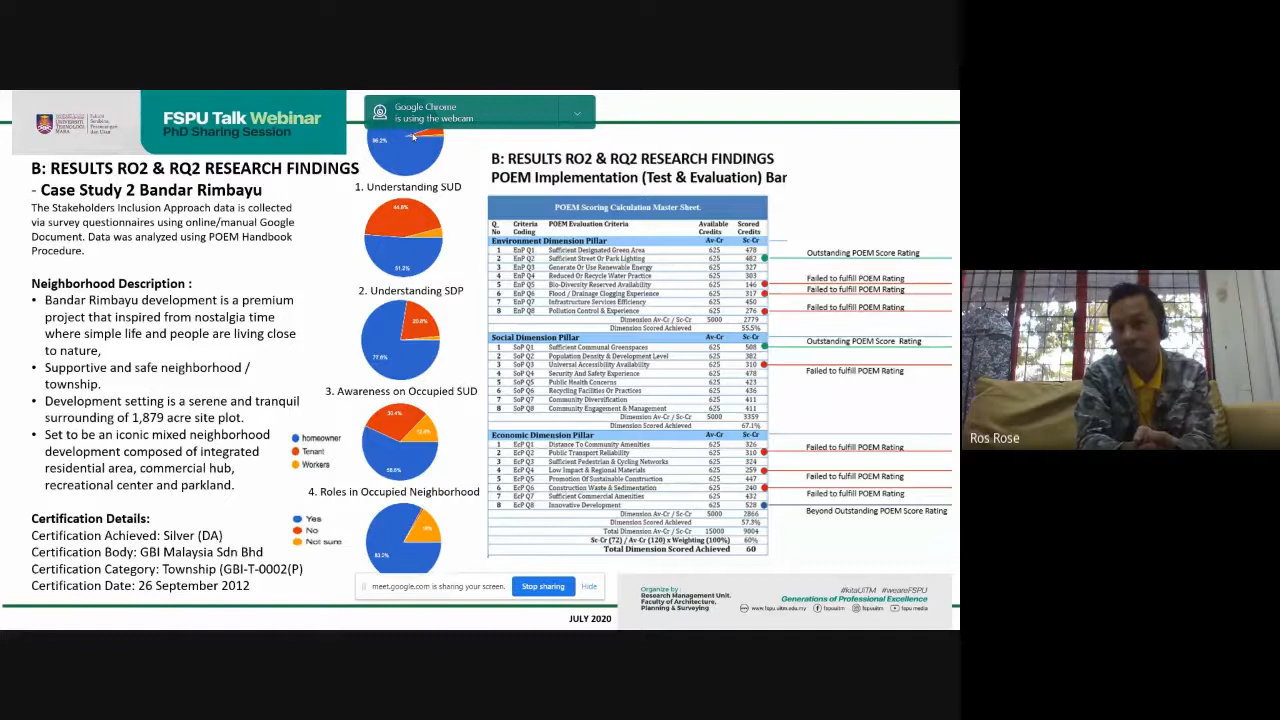 UNIVERSITI
TEKNOLOGI
MARA
FSPU Talk Webinar
PhD Sharing Session
Google Chrome
is using the webcam
B: RESULTS RO2 & RQ2 RESEARCH FINDINGS
- Case Study 2 Bandar Rimbayu
The Stakeholders Inclusion Approach data is collected
via survey questionnaires using online/manual Google
Document. Data was analyzed using POEM Handbook
Procedure.
Neighborhood Description :
• Bandar Rimbayu development is a premium
project that inspired from nostalgia time
where simple life and people are living close
to nature,
• Supportive and safe neighborhood /
township.
• Development setting is a serene and tranquil
surrounding of 1,879 acre site plot.
• Set to be an iconic mixed neighborhood
development composed of integrated
residential area, commercial hub,
recreational center and parkland.
Certification Details:
Certification Achieved: Silver (DA)
Certification Body: GBI Malaysia Sdn Bhd
Certification Category: Township (GBI-T-0002(P)
Certification Date: 26 September 2012
1. Understanding SUD
44.8%
51.2%
2. Understanding SDP
20.8%
77.6%
3. Awareness on Occupied SUD
30.4%
homeowner
Tenant
Workers
4. Roles in Occupied Neighborhood
Yes
No
Not sure
meet.google.com is sharing your screen.
Stop sharing
Hide
B: RESULTS RO2 & RQ2 RESEARCH FINDINGS
POEM Implementation (Test & Evaluation) Bar
POEM Scoring Calculation Master Sheet.
Q_No Criteria Coding POEM Evaluation Criteria Available Credits Scored Credits
Environment Dimension Pillar Av-Cr Sc-Cr
1 EnP Q1 Sufficient Designated Green Area 625 478
2 EnP Q2 Sufficient Street Or Park Lighting 625 482
3 EnP Q3 Generate Or Use Renewable Energy 625 327
4 EnP Q4 Reduced Or Recycle Water Practice 625 303
5 EnP Q5 Bio-Diversity Reserved Availability 625 146
6 EnP Q6 Flood / Drainage Clogging Experience 625 317
7 EnP Q7 Infrastructure Services Efficiency 625 450
8 EnP Q8 Pollution Control & Experience 625 276
Dimension Av-Cr / Sc-Cr 5000 2779
Dimension Scored Achieved 55.5%
Social Dimension Pillar Av-Cr Sc-Cr
1 SoP Q1 Sufficient Communal Greenspaces 625 508
2 SoP Q2 Population Density & Development Level 625 382
3 SoP Q3 Universal Accessibility Availability 625 310
4 SoP Q4 Security And Safety Experience 625 478
5 SoP Q5 Public Health Concerns 625 423
6 SoP Q6 Recycling Facilities Or Practices 625 436
7 SoP Q7 Community Diversification 625 411
8 SoP Q8 Community Engagement & Management 625 411
Dimension Av-Cr / Sc-Cr 5000 3359
Dimension Scored Achieved 67.1%
Economic Dimension Pillar Av-Cr Sc-Cr
1 EcP Q1 Distance To Community Amenities 625 326
2 EcP Q2 Public Transport Reliability 625 310
3 EcP Q3 Sufficient Pedestrian & Cycling Networks 625 324
4 EcP Q4 Low Impact & Regional Materials 625 259
5 EcP Q5 Promotion Of Sustainable Construction 625 447
6 EcP Q6 Construction Waste & Sedimentation 625 240
7 EcP Q7 Sufficient Commercial Amenities 625 432
8 EcP Q8 Innovative Development 625 528
Dimension Av-Cr / Sc-Cr 5000 2866
Dimension Scored Achieved 57.3%
Total Dimension Av-Cr / Sc-Cr 15000 9004
Sc-Cr (72) / Av-Cr (120) x Weighting (100%) 60%
Total Dimension Scored Achieved 60
Outstanding POEM Score Rating
Failed to fulfill POEM Rating
Failed to fulfill POEM Rating
Failed to fulfill POEM Rating
Outstanding POEM Score Rating
Failed to fulfill POEM Rating
Failed to fulfill POEM Rating
Failed to fulfill POEM Rating
Failed to fulfill POEM Rating
Beyond Outstanding POEM Score Rating
Organize by :
Research Management Unit.
Faculty of Architecture,
Planning & Surveying
#kitaUiTM #weareFSPU
Generations of Professional Excellence
www.fspu.uitm.edu.my fspuuitm fspuuitm fspu media
JULY 2020
Ros Rose